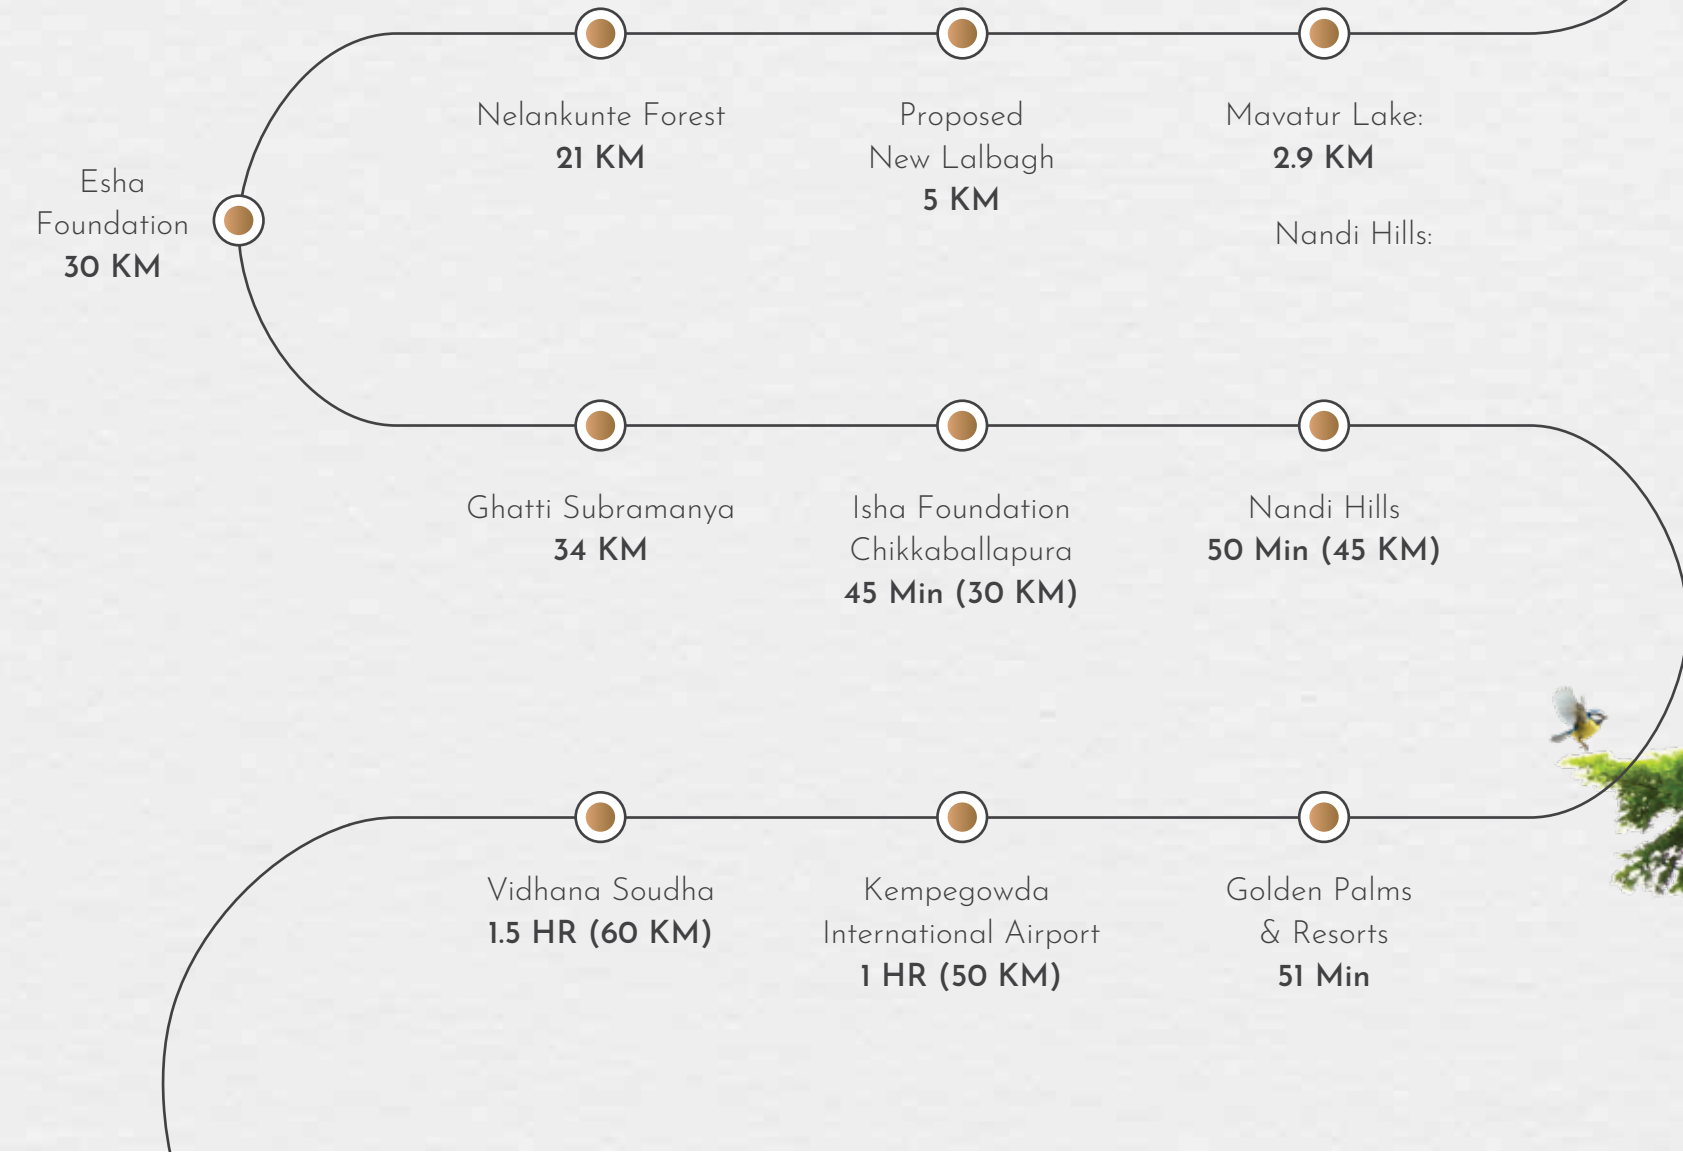 Nelankunte Forest
21 KM
Proposed
New Lalbagh
5 KM
Mavatur Lake:
2.9 KM
Nandi Hills:
Esha
Foundation
30 KM
Ghatti Subramanya
34 KM
Isha Foundation
Chikkaballapura
45 Min (30 KM)
Nandi Hills
50 Min (45 KM)
Vidhana Soudha
1.5 HR (60 KM)
Kempegowda
International Airport
1 HR (50 KM)
Golden Palms
& Resorts
51 Min